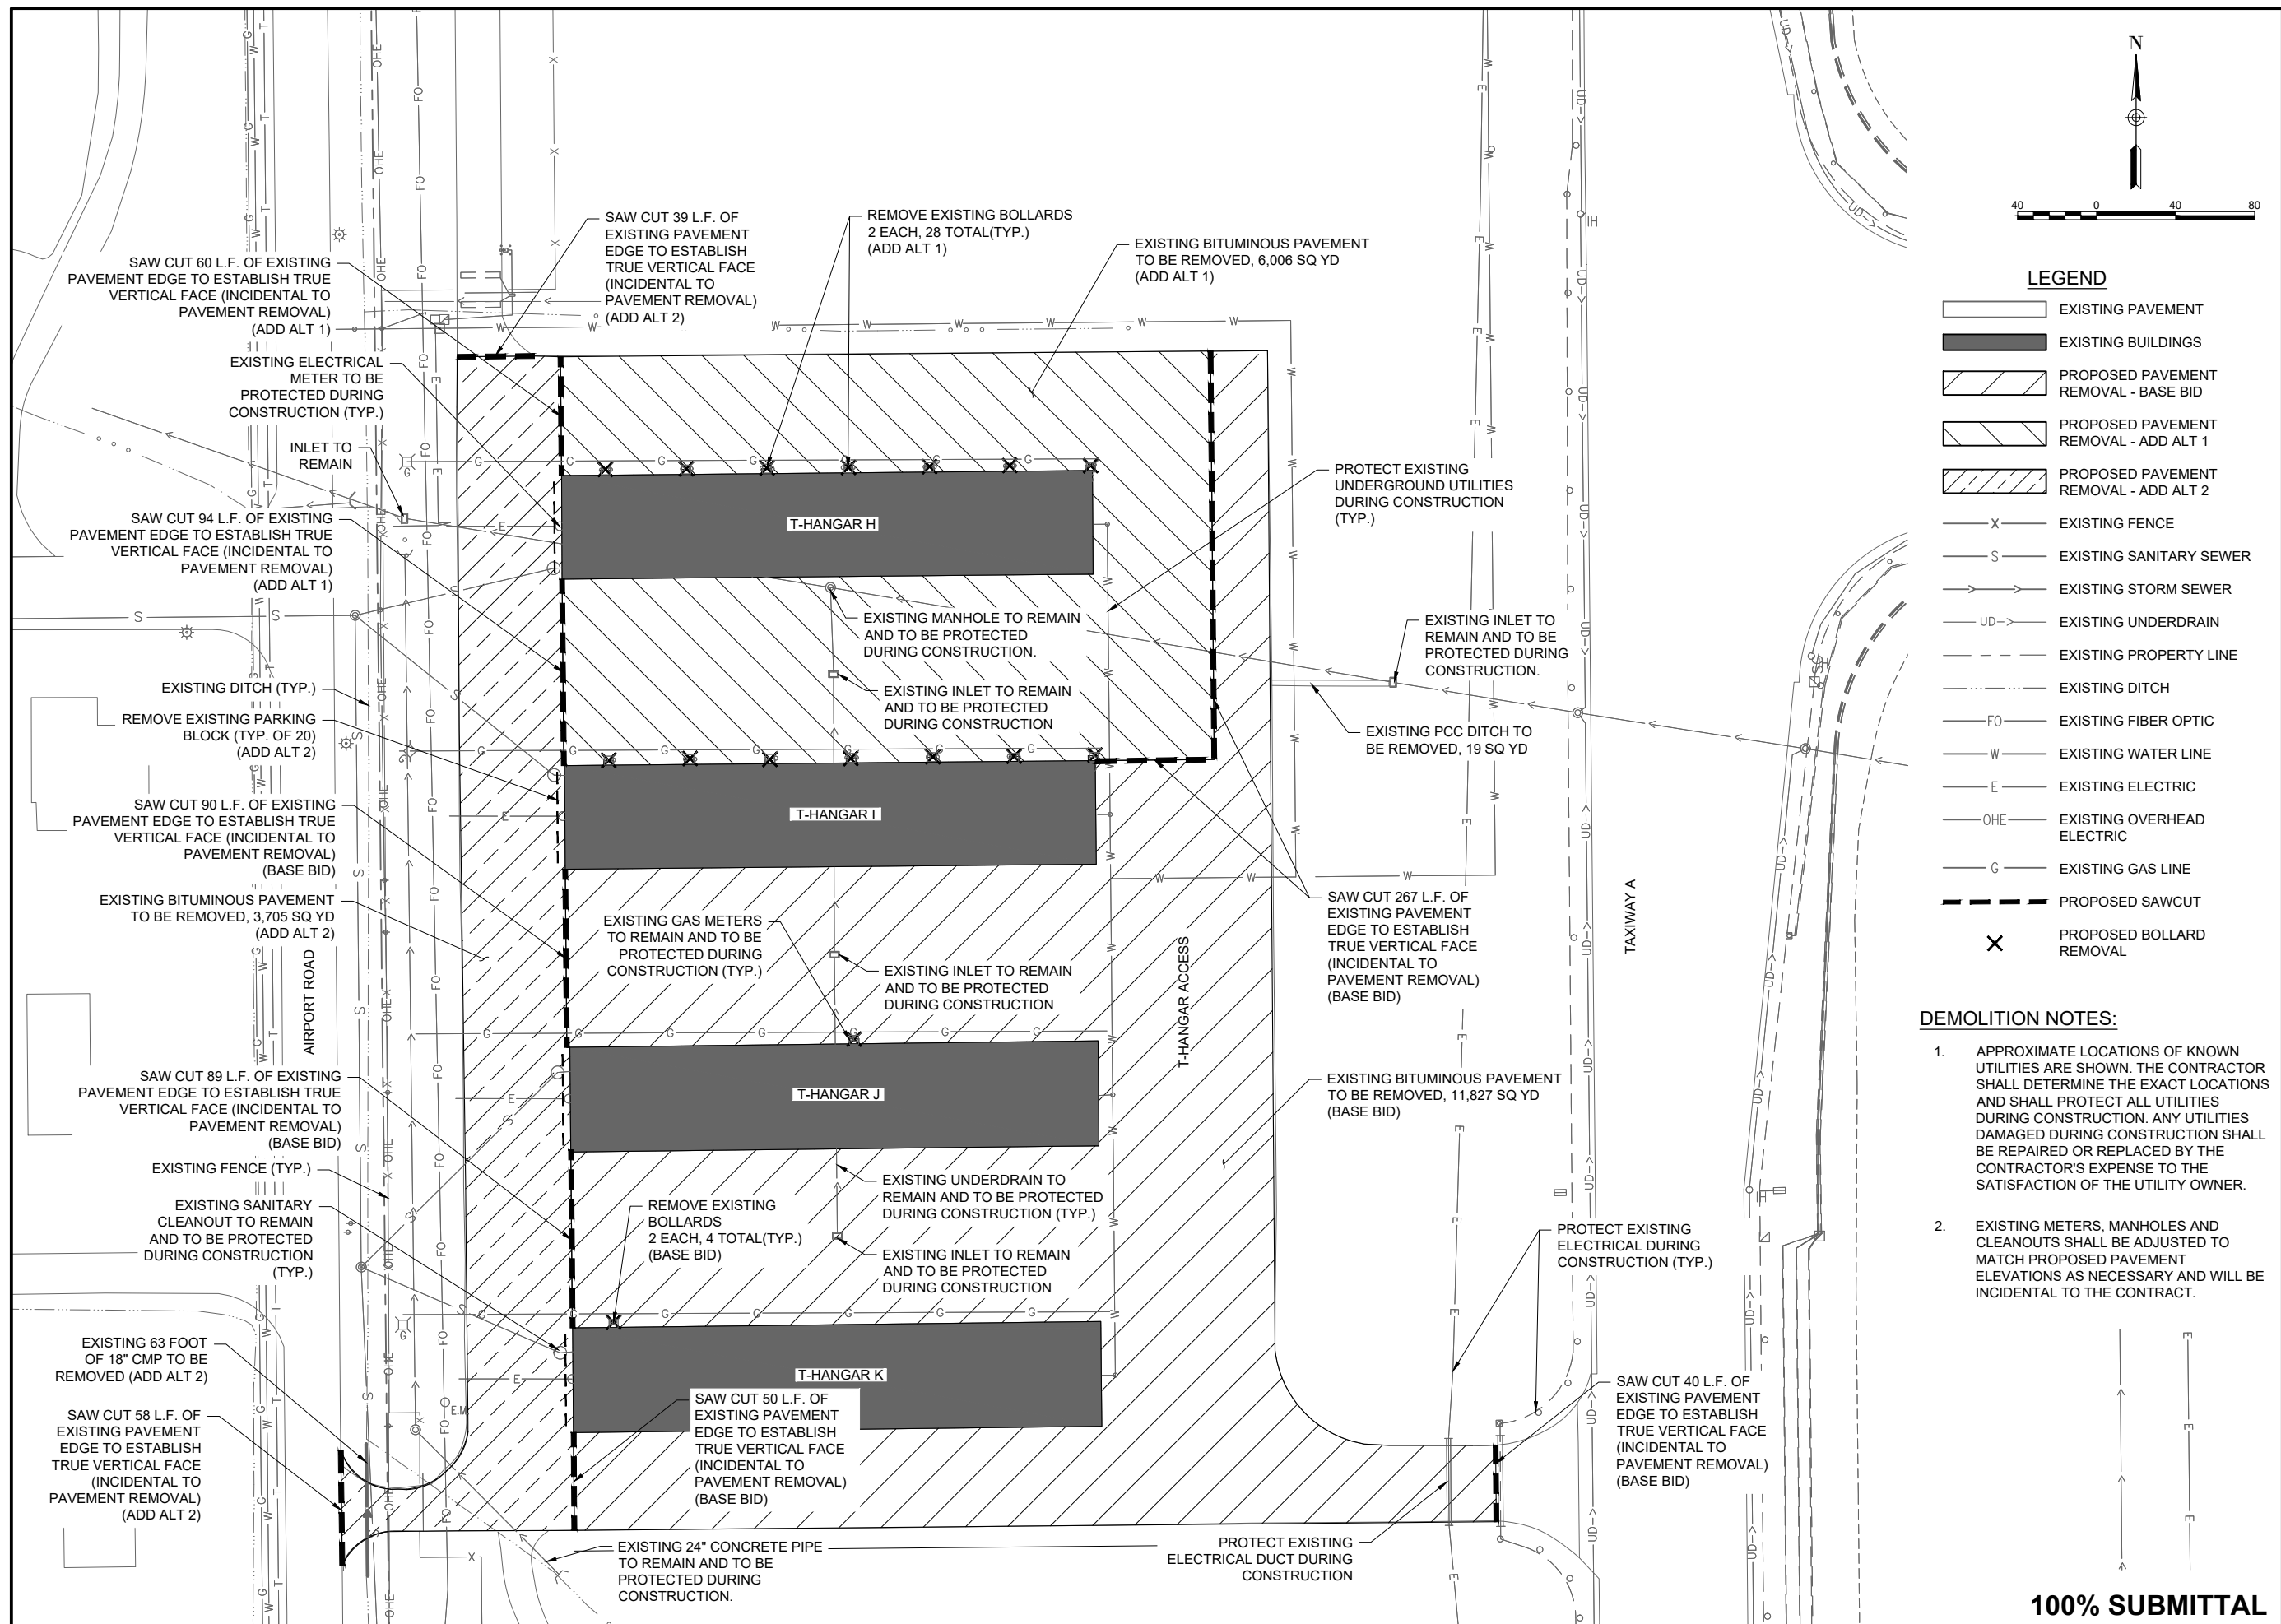 SAW CUT 39 L.F. OF
EXISTING PAVEMENT
EDGE TO ESTABLISH
TRUE VERTICAL FACE
(INCIDENTAL TO
PAVEMENT REMOVAL)
(ADD ALT 2)
REMOVE EXISTING BOLLARDS
2 EACH, 28 TOTAL(TYP.)
(ADD ALT 1)
EXISTING BITUMINOUS PAVEMENT
TO BE REMOVED, 6,006 SQ YD
(ADD ALT 1)
SAW CUT 60 L.F. OF EXISTING
PAVEMENT EDGE TO ESTABLISH TRUE
VERTICAL FACE (INCIDENTAL TO
PAVEMENT REMOVAL)
(ADD ALT 1)
EXISTING ELECTRICAL
METER TO BE
PROTECTED DURING
CONSTRUCTION (TYP.)
INLET TO
REMAIN
SAW CUT 94 L.F. OF EXISTING
PAVEMENT EDGE TO ESTABLISH TRUE
VERTICAL FACE (INCIDENTAL TO
PAVEMENT REMOVAL)
(ADD ALT 1)
EXISTING DITCH (TYP.)
REMOVE EXISTING PARKING
BLOCK (TYP. OF 20)
(ADD ALT 2)
SAW CUT 90 L.F. OF EXISTING
PAVEMENT EDGE TO ESTABLISH TRUE
VERTICAL FACE (INCIDENTAL TO
PAVEMENT REMOVAL)
(BASE BID)
EXISTING BITUMINOUS PAVEMENT
TO BE REMOVED, 3,705 SQ YD
(ADD ALT 2)
AIRPORT ROAD
SAW CUT 89 L.F. OF EXISTING
PAVEMENT EDGE TO ESTABLISH TRUE
VERTICAL FACE (INCIDENTAL TO
PAVEMENT REMOVAL)
(BASE BID)
EXISTING FENCE (TYP.)
EXISTING SANITARY
CLEANOUT TO REMAIN
AND TO BE PROTECTED
DURING CONSTRUCTION
(TYP.)
EXISTING 63 FOOT
OF 18" CMP TO BE
REMOVED (ADD ALT 2)
SAW CUT 58 L.F. OF
EXISTING PAVEMENT
EDGE TO ESTABLISH
TRUE VERTICAL FACE
(INCIDENTAL TO
PAVEMENT REMOVAL)
(ADD ALT 2)
T-HANGAR H
EXISTING MANHOLE TO REMAIN
AND TO BE PROTECTED
DURING CONSTRUCTION.
EXISTING INLET TO REMAIN
AND TO BE PROTECTED
DURING CONSTRUCTION
T-HANGAR I
EXISTING GAS METERS
TO REMAIN AND TO BE
PROTECTED DURING
CONSTRUCTION (TYP.)
EXISTING INLET TO REMAIN
AND TO BE PROTECTED
DURING CONSTRUCTION
T-HANGAR J
EXISTING UNDERDRAIN TO
REMAIN AND TO BE PROTECTED
DURING CONSTRUCTION (TYP.)
REMOVE EXISTING
BOLLARDS
2 EACH, 4 TOTAL(TYP.)
(BASE BID)
EXISTING INLET TO REMAIN
AND TO BE PROTECTED
DURING CONSTRUCTION
T-HANGAR K
E.M
SAW CUT 50 L.F. OF
EXISTING PAVEMENT
EDGE TO ESTABLISH
TRUE VERTICAL FACE
(INCIDENTAL TO
PAVEMENT REMOVAL)
(BASE BID)
EXISTING 24" CONCRETE PIPE
TO REMAIN AND TO BE
PROTECTED DURING
CONSTRUCTION.
PROTECT EXISTING
ELECTRICAL DUCT DURING
CONSTRUCTION
PROTECT EXISTING
UNDERGROUND UTILITIES
DURING CONSTRUCTION
(TYP.)
EXISTING INLET TO
REMAIN AND TO BE
PROTECTED DURING
CONSTRUCTION.
EXISTING PCC DITCH TO
BE REMOVED, 19 SQ YD
SAW CUT 267 L.F. OF
EXISTING PAVEMENT
EDGE TO ESTABLISH
TRUE VERTICAL FACE
(INCIDENTAL TO
PAVEMENT REMOVAL)
(BASE BID)
T-HANGAR ACCESS
TAXIWAY A
EXISTING BITUMINOUS PAVEMENT
TO BE REMOVED, 11,827 SQ YD
(BASE BID)
PROTECT EXISTING
ELECTRICAL DURING
CONSTRUCTION (TYP.)
SAW CUT 40 L.F. OF
EXISTING PAVEMENT
EDGE TO ESTABLISH
TRUE VERTICAL FACE
(INCIDENTAL TO
PAVEMENT REMOVAL)
(BASE BID)
N
40 0 40 80
LEGEND
EXISTING PAVEMENT
EXISTING BUILDINGS
PROPOSED PAVEMENT
REMOVAL - BASE BID
PROPOSED PAVEMENT
REMOVAL - ADD ALT 1
PROPOSED PAVEMENT
REMOVAL - ADD ALT 2
X EXISTING FENCE
S EXISTING SANITARY SEWER
EXISTING STORM SEWER
UD EXISTING UNDERDRAIN
EXISTING PROPERTY LINE
EXISTING DITCH
FO EXISTING FIBER OPTIC
W EXISTING WATER LINE
E EXISTING ELECTRIC
OHE EXISTING OVERHEAD
ELECTRIC
G EXISTING GAS LINE
PROPOSED SAWCUT
PROPOSED BOLLARD
REMOVAL
DEMOLITION NOTES:
1. APPROXIMATE LOCATIONS OF KNOWN
UTILITIES ARE SHOWN. THE CONTRACTOR
SHALL DETERMINE THE EXACT LOCATIONS
AND SHALL PROTECT ALL UTILITIES
DURING CONSTRUCTION. ANY UTILITIES
DAMAGED DURING CONSTRUCTION SHALL
BE REPAIRED OR REPLACED BY THE
CONTRACTOR'S EXPENSE TO THE
SATISFACTION OF THE UTILITY OWNER.
2. EXISTING METERS, MANHOLES AND
CLEANOUTS SHALL BE ADJUSTED TO
MATCH PROPOSED PAVEMENT
ELEVATIONS AS NECESSARY AND WILL BE
INCIDENTAL TO THE CONTRACT.
100% SUBMITTAL